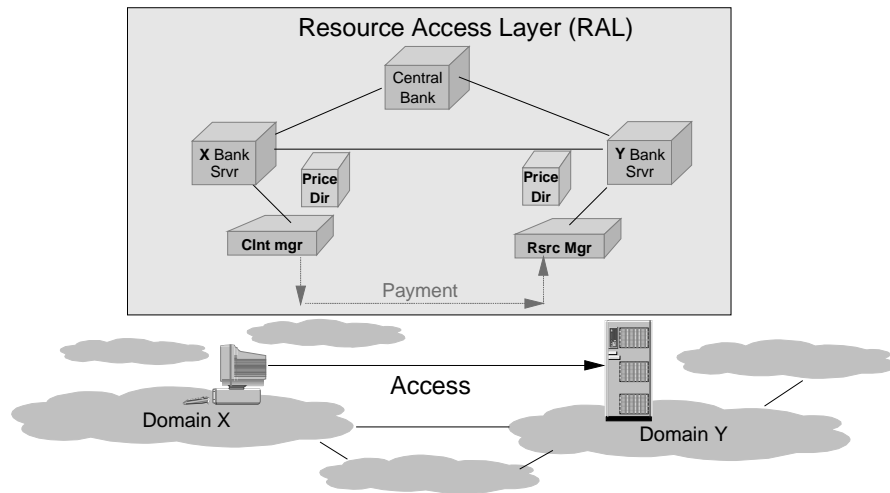 Resource Access Layer (RAL)
Central
Bank
X Bank
Srvr
Y Bank
Srvr
Price
Dir
Price
Dir
Clnt mgr
Rsrc Mgr
Payment
Access
Domain X
Domain Y